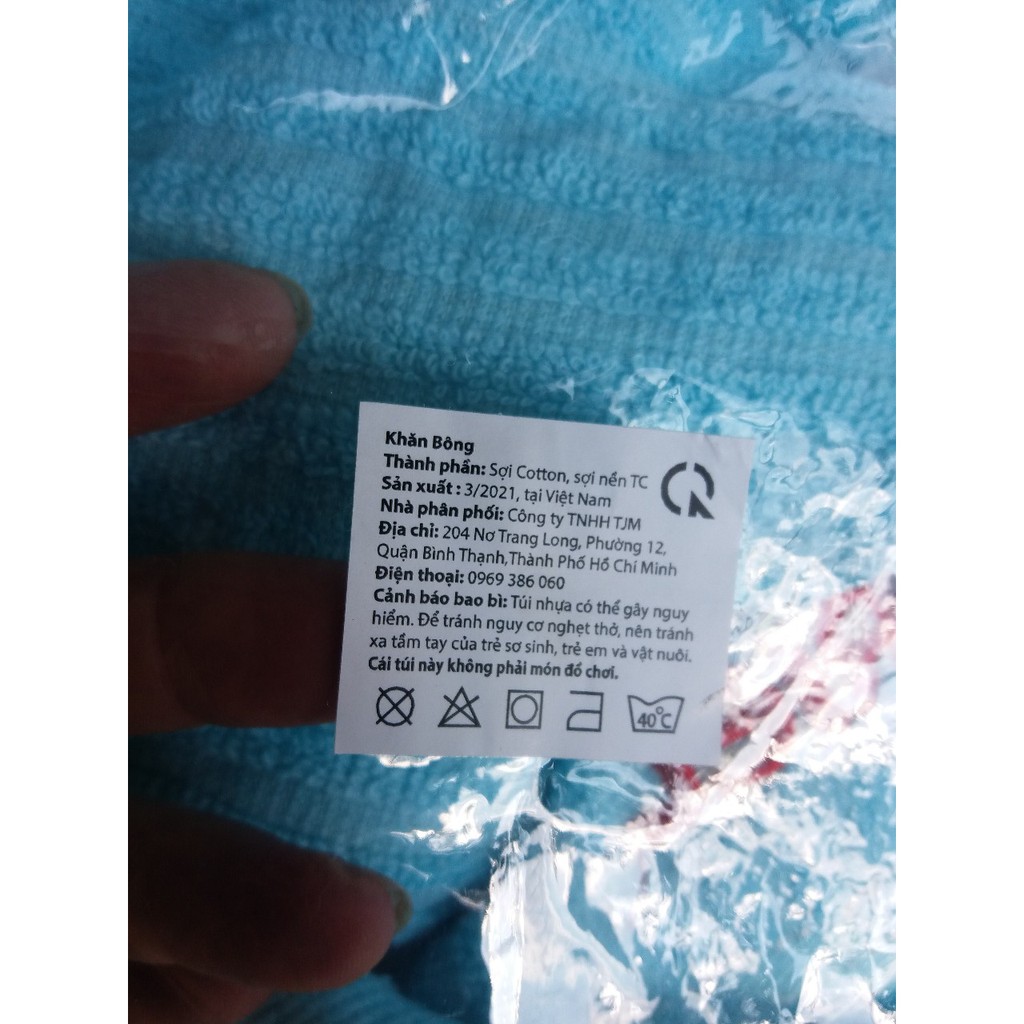 Khăn Bông
Thành phần: Sợi Cotton, sợi nền TC
Sản xuất : 3/2021, tại Việt Nam
Nhà phân phối: Công ty TNHH TJM
Địa chỉ: 204 Nơ Trang Long, Phường 12,
Quận Bình Thạnh,Thành Phố Hồ Chí Minh
Điện thoại: 0969 386 060
Cảnh báo bao bì: Túi nhựa có thể gây nguy
hiểm. Để tránh nguy cơ nghẹt thở, nên tránh
xa tầm tay của trẻ sơ sinh, trẻ em và vật nuôi.
Cái túi này không phải món đồ chơi.
40°C